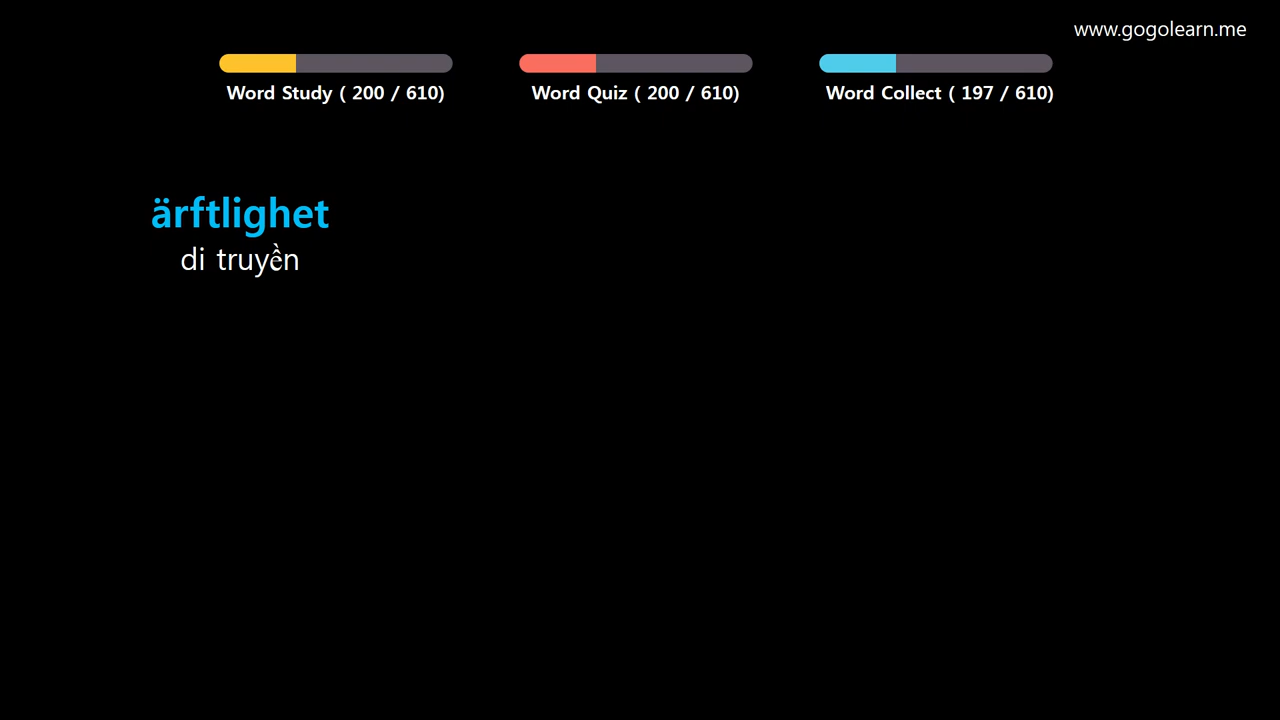 www.gogolearn.me
Word Study ( 200 / 610)
Word Quiz ( 200 / 610)
Word Collect ( 197 / 610)
ärftlighet
di truyền